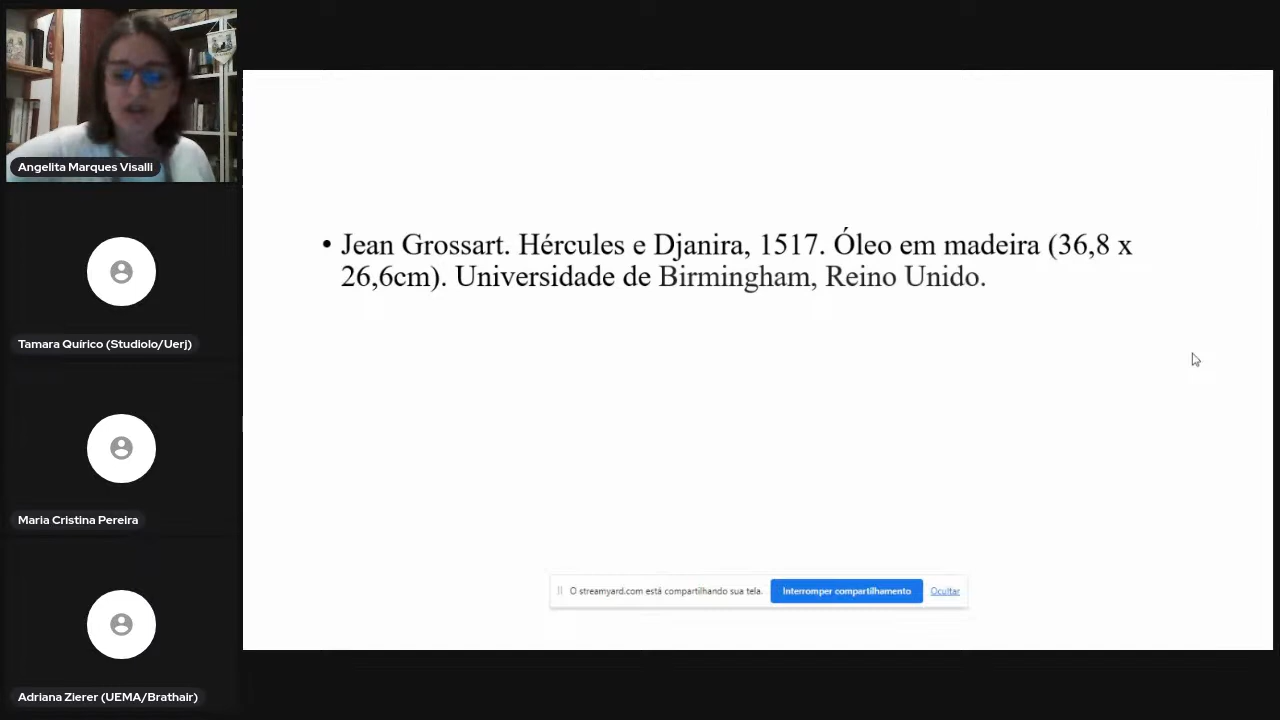 Angelita Marques Visalli
Tamara Quírico (Studiolo/Uerj)
Maria Cristina Pereira
Adriana Zierer (UEMA/Brathair)
• Jean Grossart. Hércules e Djanira, 1517. Óleo em madeira (36,8 x
26,6cm). Universidade de Birmingham, Reino Unido.
O streamyard.com está compartilhando sua tela.
Interromper compartilhamento
Ocultar